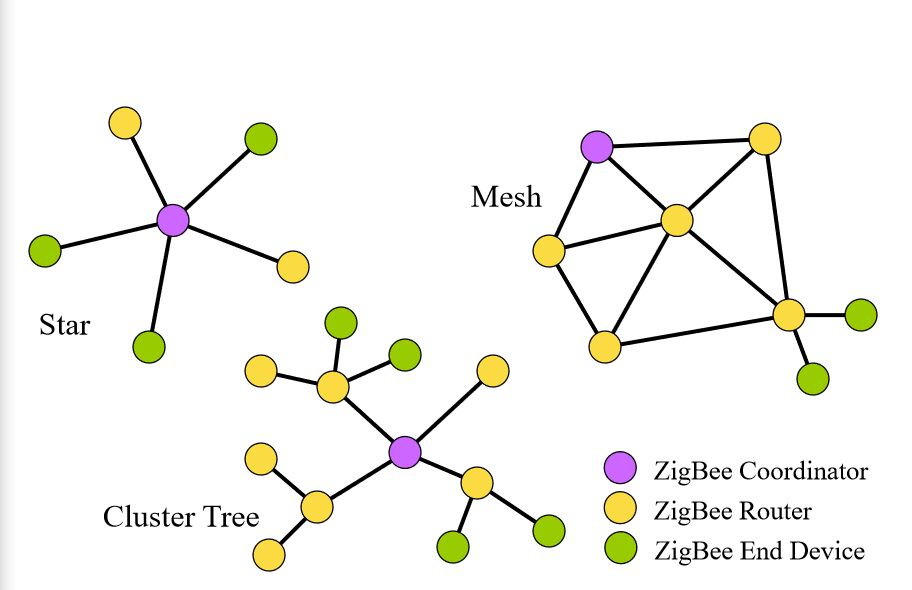 Mesh
Star
Cluster Tree
ZigBee Coordinator
ZigBee Router
ZigBee End Device